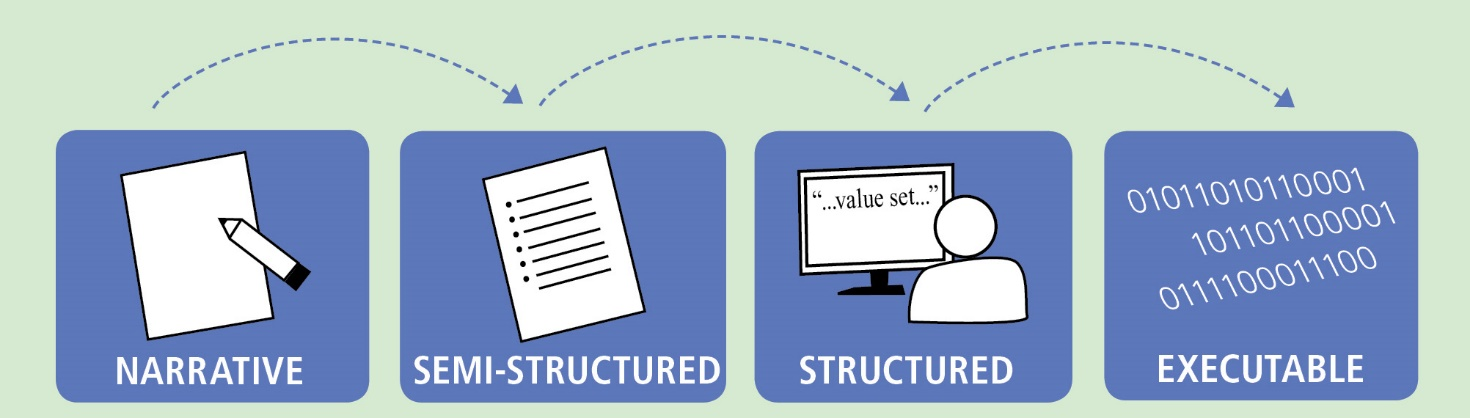 "...value set..."
01011010110001
101101100001
0111100011100
NARRATIVE
SEMI-STRUCTURED
STRUCTURED
EXECUTABLE